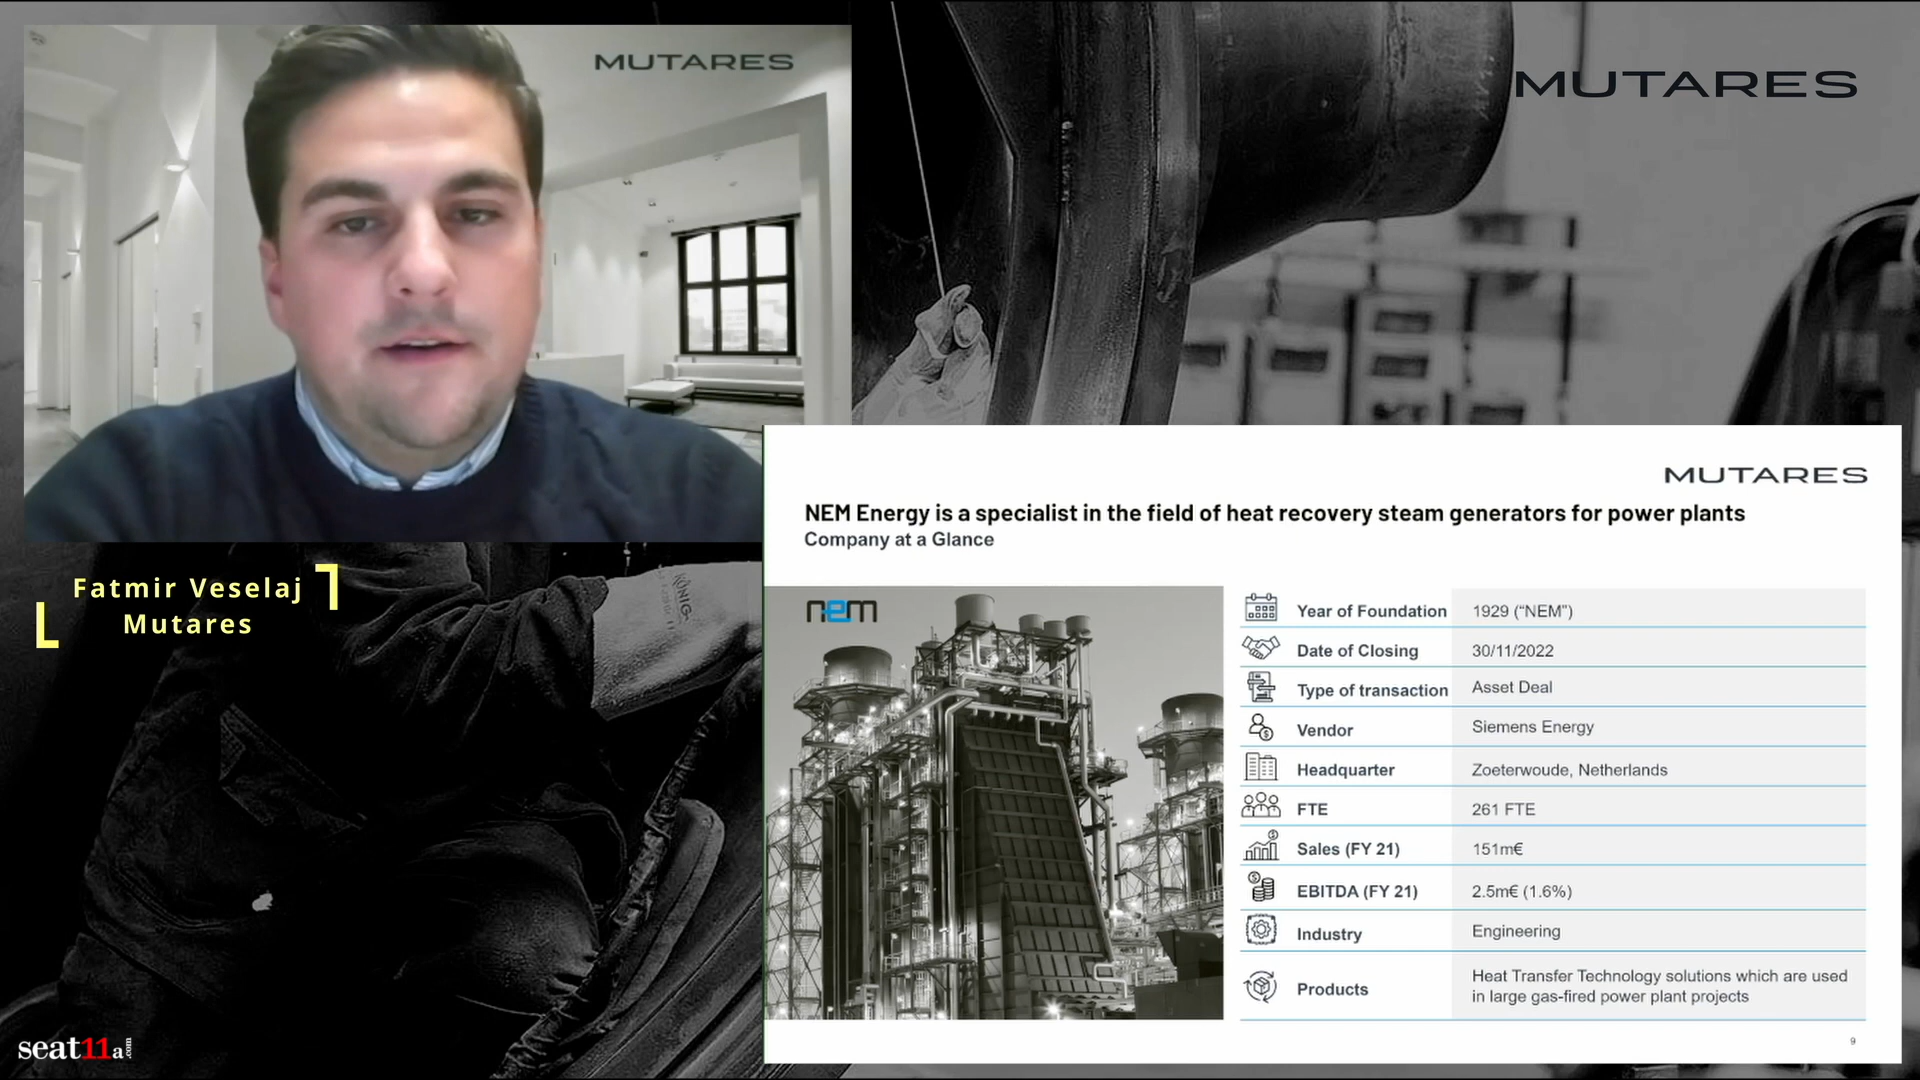 MUTARES
MUTARES
Fatmir Veselaj
Mutares
KÖNIG
MUTARES
NEM Energy is a specialist in the field of heat recovery steam generators for power plants
Company at a Glance
nem
Year of Foundation 1929 (“NEM”)
Date of Closing 30/11/2022
Type of transaction Asset Deal
Vendor Siemens Energy
Headquarter Zoeterwoude, Netherlands
FTE 261 FTE
Sales (FY 21) 151m€
EBITDA (FY 21) 2.5m€ (1.6%)
Industry Engineering
Products Heat Transfer Technology solutions which are used
in large gas-fired power plant projects
9
seat11a.com